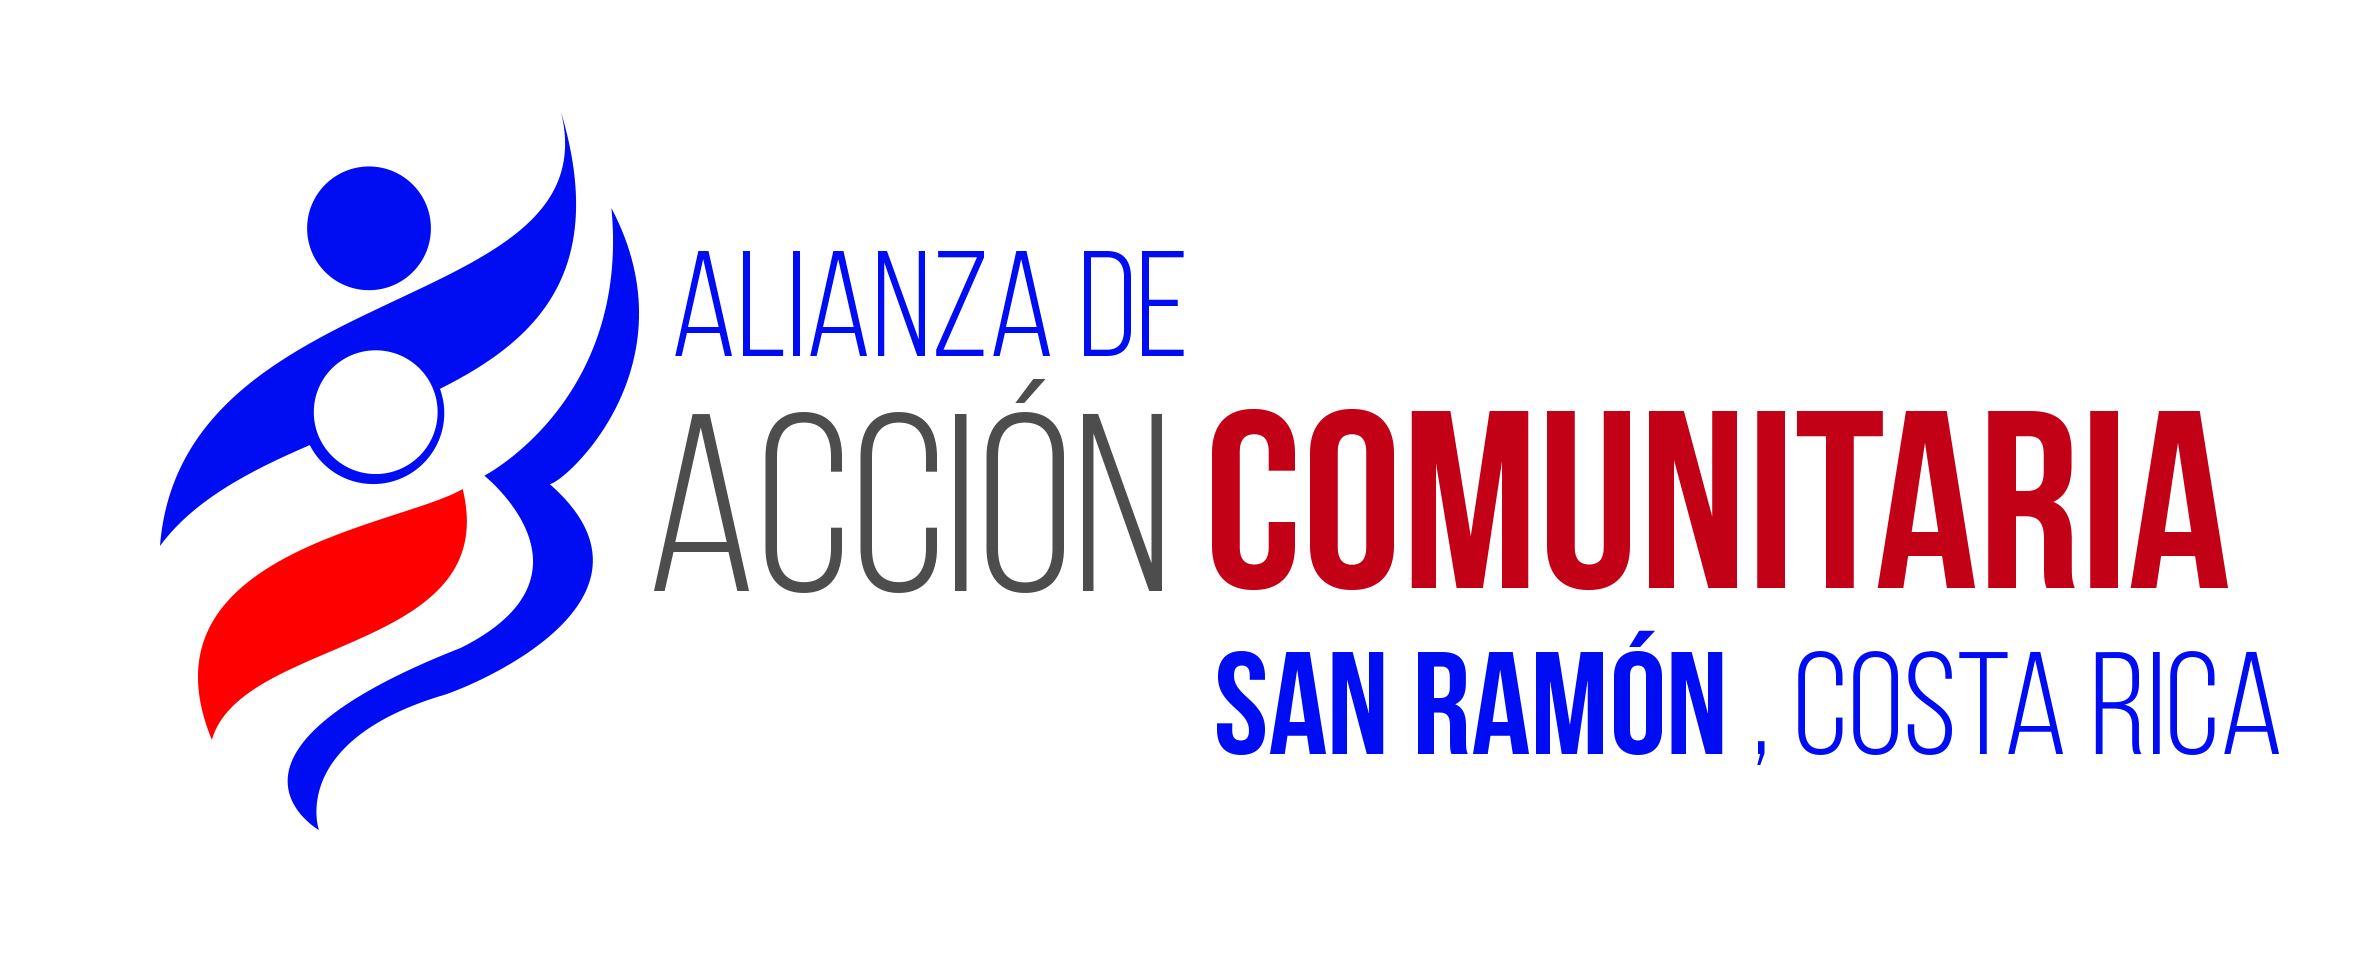 ALIANZA DE
ACCIÓN COMUNITARIA
SAN RAMÓN , COSTA RICA